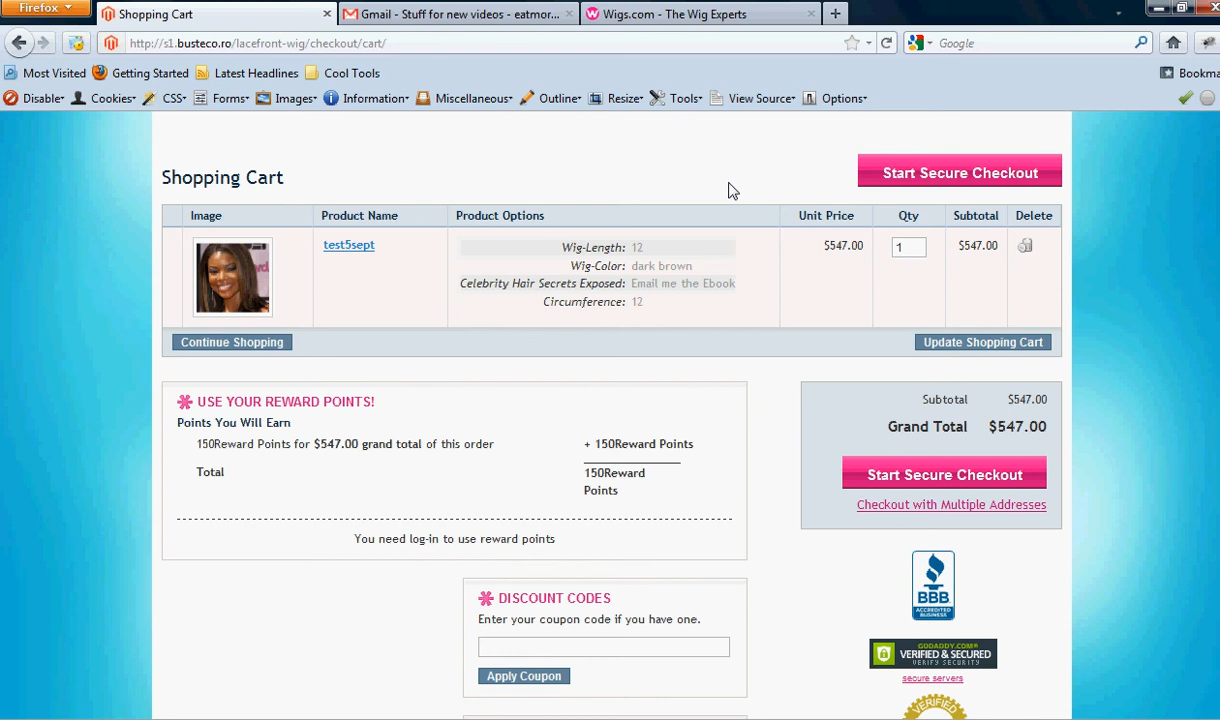 Firefox
Shopping Cart
Gmail - Stuff for new videos - eatmor...
Wigs.com - The Wig Experts
http://s1.busteco.ro/lacefront-wig/checkout/cart/
Google
Most Visited Getting Started Latest Headlines Cool Tools Bookma
Disable Cookies CSS Forms Images Information Miscellaneous Outline Resize Tools View Source Options
Shopping Cart
Start Secure Checkout
Image Product Name Product Options Unit Price Qty Subtotal Delete
test5sept Wig-Length: 12 $547.00 1 $547.00
Wig-Color: dark brown
Celebrity Hair Secrets Exposed: Email me the Ebook
Circumference: 12
Continue Shopping Update Shopping Cart
USE YOUR REWARD POINTS!
Points You Will Earn
150Reward Points for $547.00 grand total of this order + 150Reward Points
Total 150Reward
Points
You need log-in to use reward points
Subtotal $547.00
Grand Total $547.00
Start Secure Checkout
Checkout with Multiple Addresses
DISCOUNT CODES
Enter your coupon code if you have one.
Apply Coupon
BBB
ACCREDITED
BUSINESS
GODADDY.COM®
VERIFIED & SECURED
VERIFY SECURITY
secure servers
VERIFIED